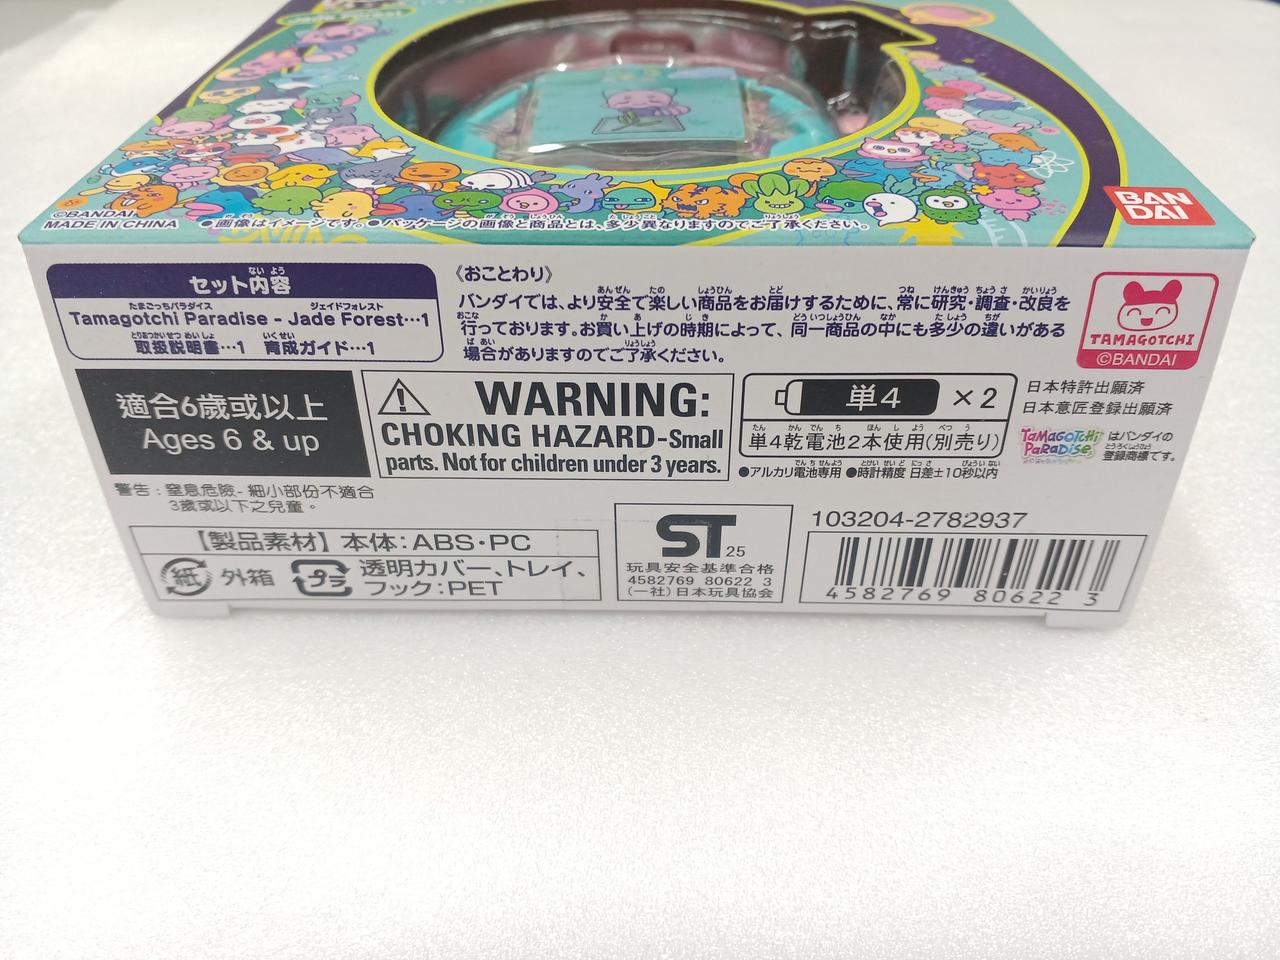 Jade Forest
©BANDAI
MADE IN CHINA
●画像はイメージです。●パッケージの画像と商品とは、多少異なりますのでご了承ください。
BAN
DAI
セット内容
Tamagotchi Paradise - Jade Forest…1
取扱説明書…1 育成ガイド…1
《おことわり》
バンダイでは、より安全で楽しい商品をお届けするために、常に研究・調査・改良を
行っております。お買い上げの時期によって、同一商品の中にも多少の違いがある
場合がありますのでご了承ください。
TAMAGOTCHI
©BANDAI
適合6歲或以上
Ages 6 & up
警告：窒息危險- 細小部份不適合
3歲或以下之兒童。
WARNING:
CHOKING HAZARD-Small
parts. Not for children under 3 years.
単4 ×2
単4乾電池2本使用(別売り)
●アルカリ電池専用 ●時計精度 日差±10秒以内
日本特許出願済
日本意匠登録出願済
TAMAGOTCHI PARADISE はバンダイの
登録商標です。
【製品素材】本体：ABS・PC
紙 外箱 プラ 透明カバー、トレイ、
フック：PET
ST 25
玩具安全基準合格
4582769 80622 3
(一社)日本玩具協会
103204-2782937
4582769 80622 3